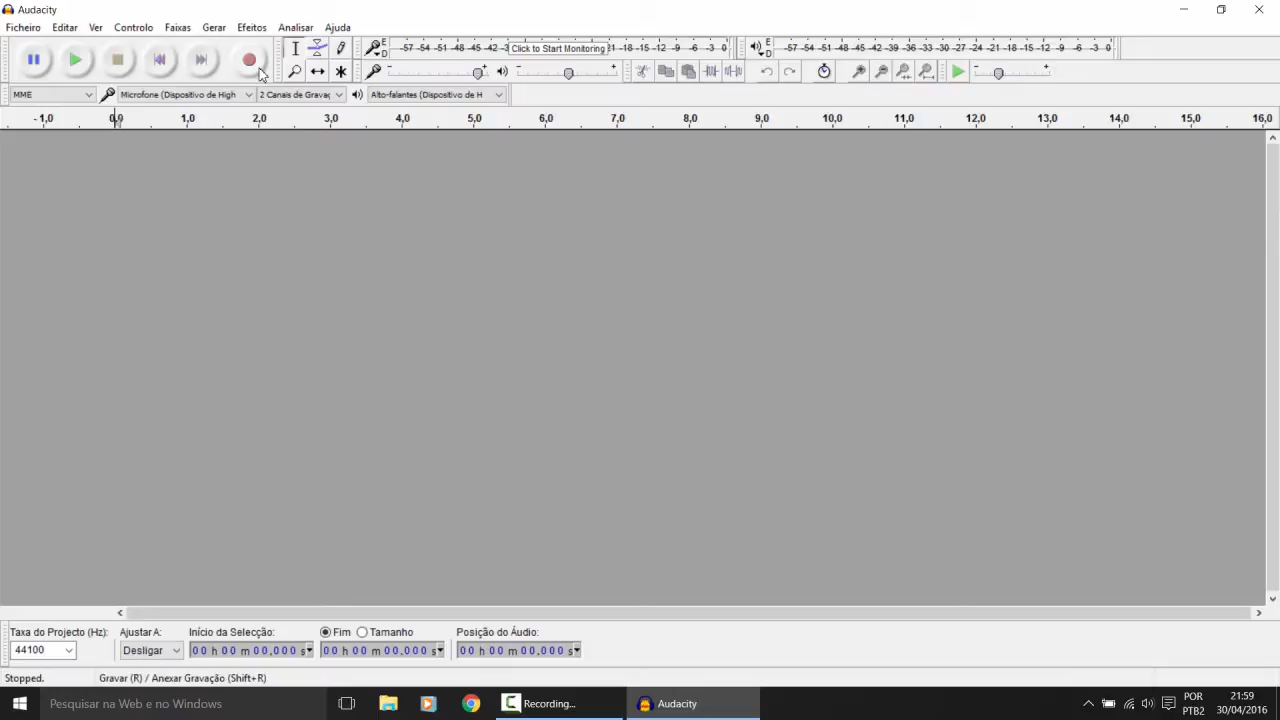 Audacity
Ficheiro Editar Ver Controlo Faixas Gerar Efeitos Analisar Ajuda
E D -57 -54 -51 -48 -45 -42 -3 Click to Start Monitoring -18 -15 -12 -9 -6 -3 0 E D -57 -54 -51 -48 -45 -42 -39 -36 -33 -30 -27 -24 -21 -18 -15 -12 -9 -6 -3 0
- + - + - +
MME Microfone (Dispositivo de High 2 Canais de Gravaç Alto-falantes (Dispositivo de H
- 1,0 1,0 2,0 3,0 4,0 5,0 6,0 7,0 8,0 9,0 10,0 11,0 12,0 13,0 14,0 15,0 16,0
Taxa do Projecto (Hz): Ajustar A: Início da Selecção: Fim Tamanho Posição do Áudio:
44100 Desligar 00 h 00 m 00,000 s 00 h 00 m 00,000 s 00 h 00 m 00,000 s
Stopped. Gravar (R) / Anexar Gravação (Shift+R)
Pesquisar na Web e no Windows Recording... Audacity POR 21:59
PTB2 30/04/2016